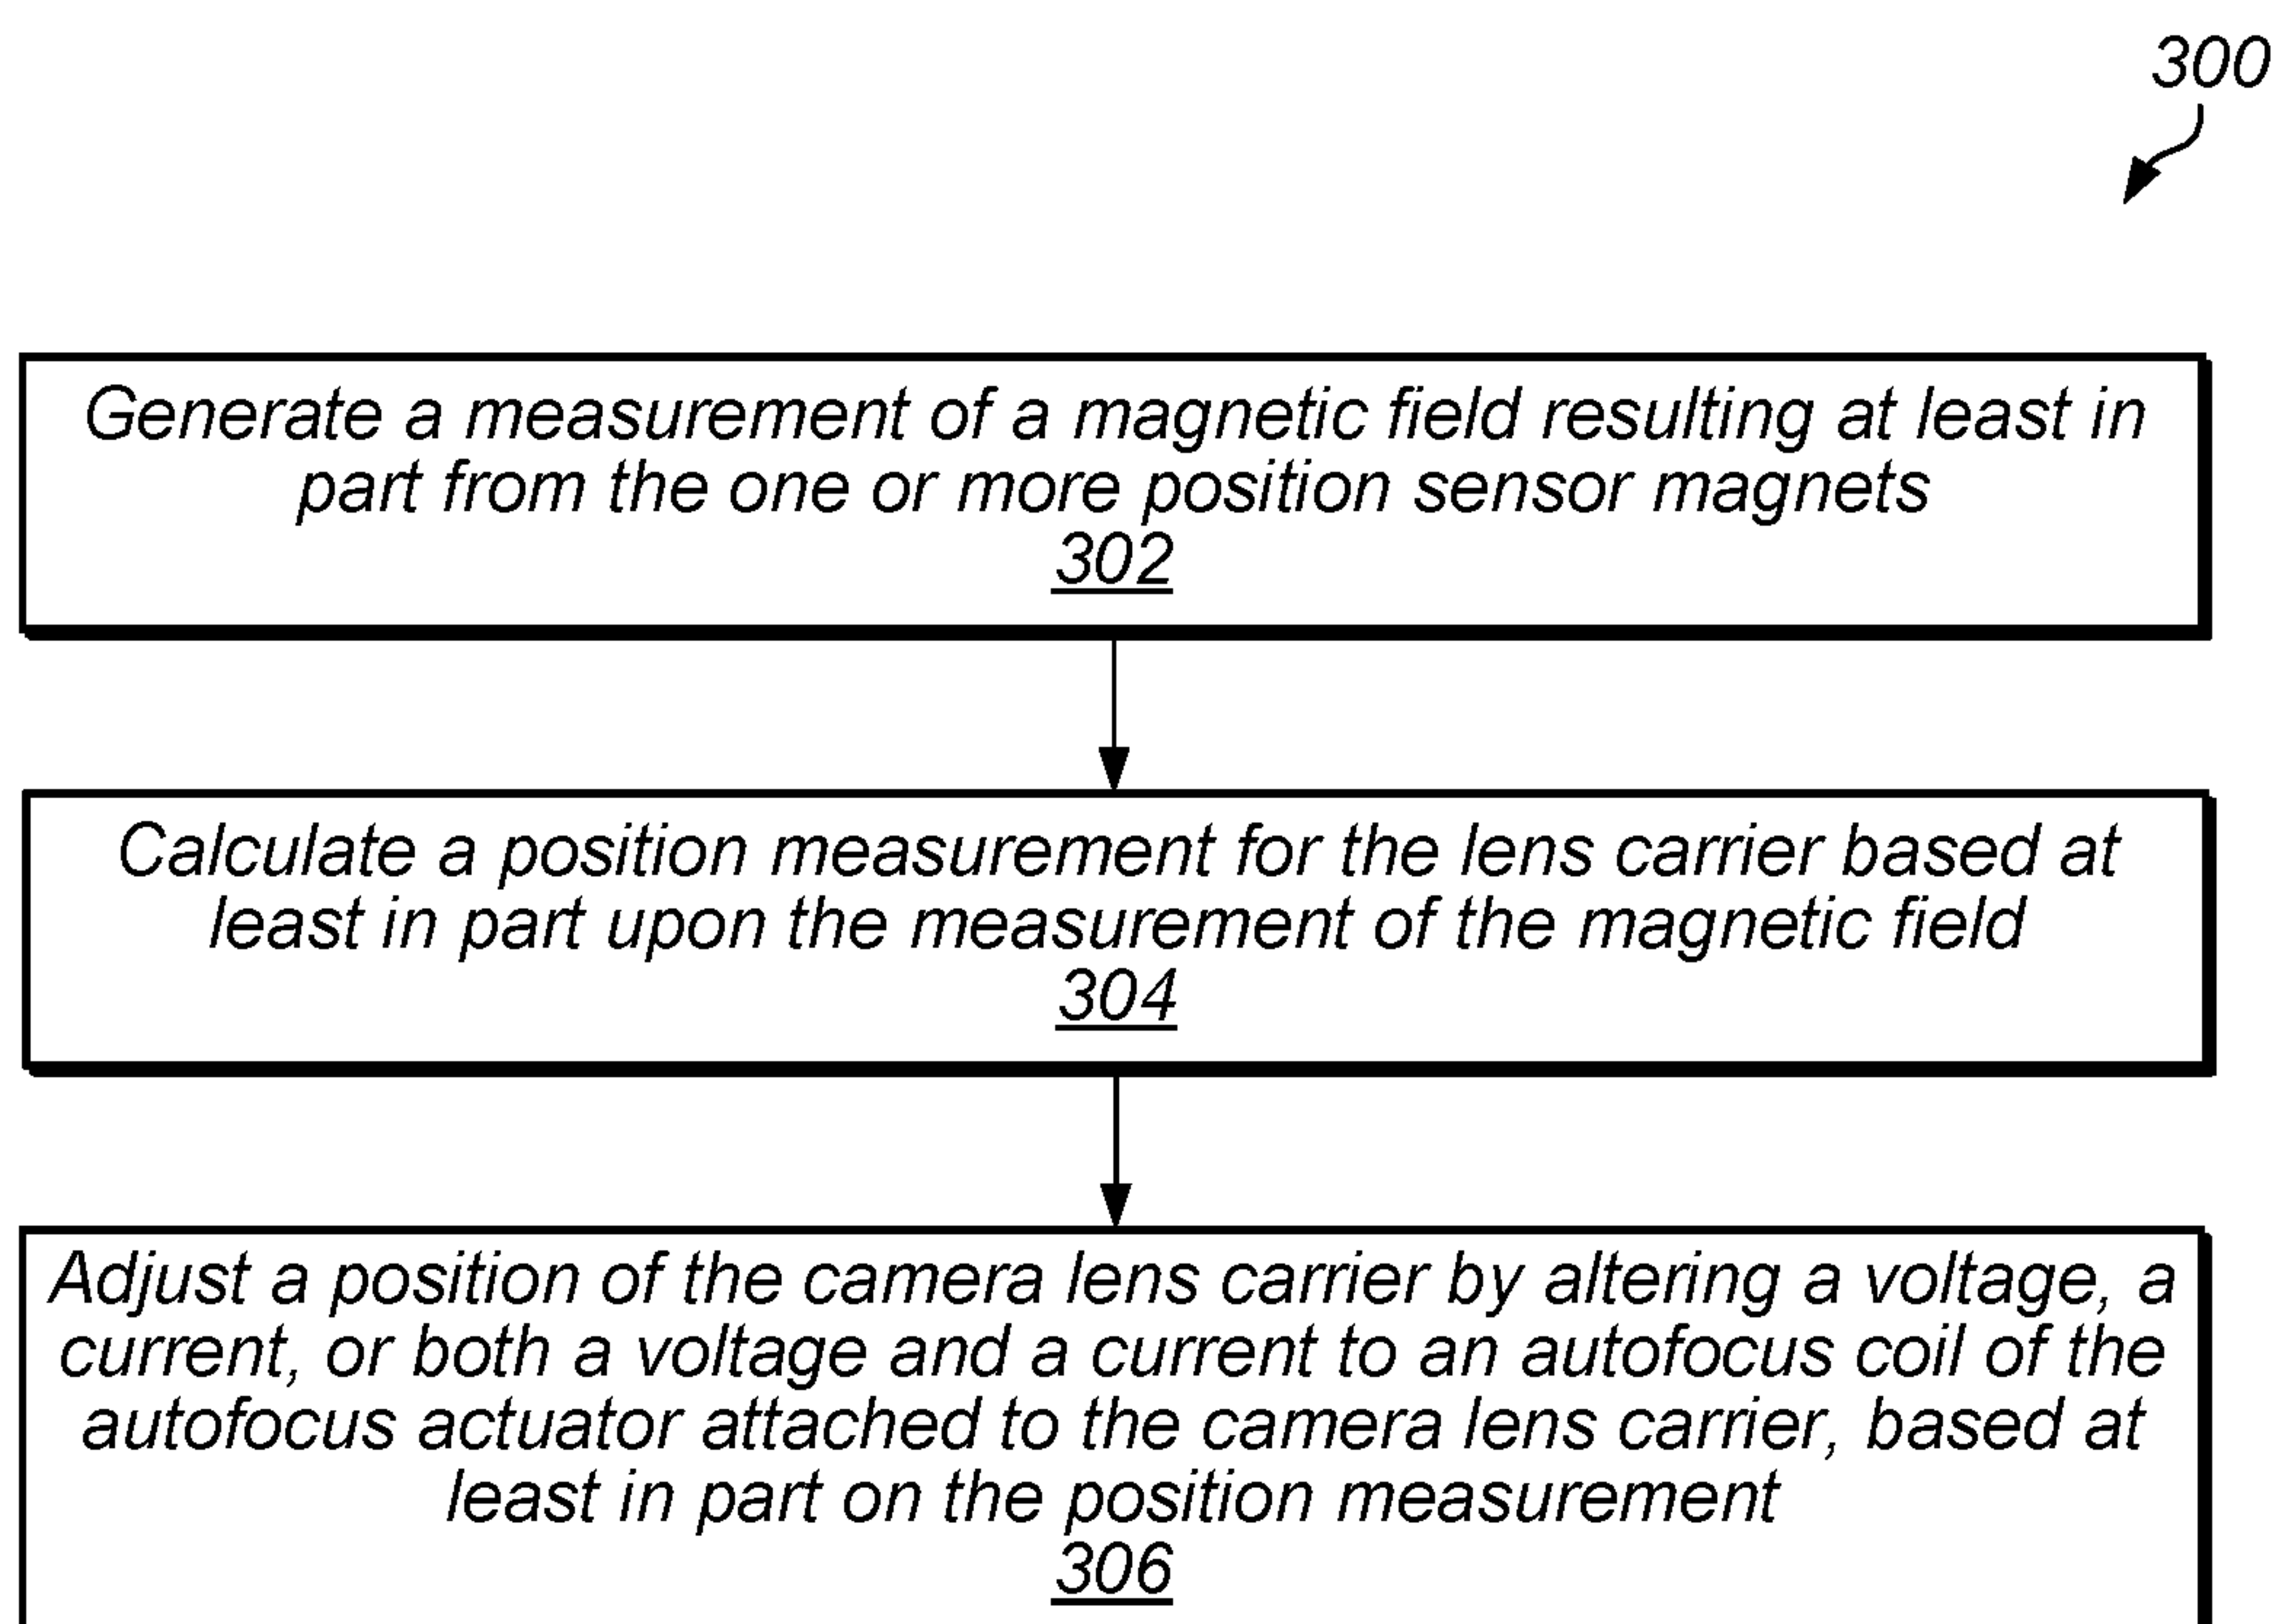 300
Generate a measurement of a magnetic field resulting at least in
part from the one or more position sensor magnets
302
Calculate a position measurement for the lens carrier based at
least in part upon the measurement of the magnetic field
304
Adjust a position of the camera lens carrier by altering a voltage, a
current, or both a voltage and a current to an autofocus coil of the
autofocus actuator attached to the camera lens carrier, based at
least in part on the position measurement
306